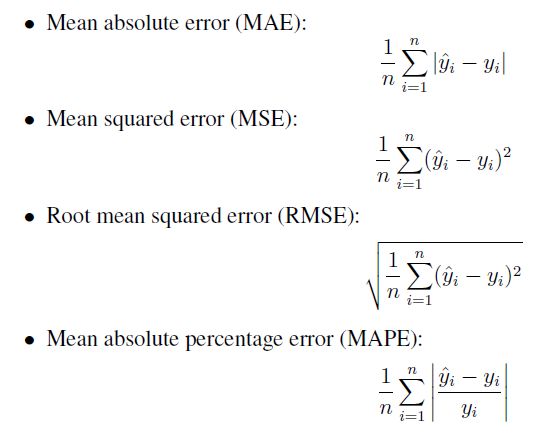 • Mean absolute error (MAE):
$\frac{1}{n} \sum_{i=1}^{n} |\hat{y}_i - y_i|$
• Mean squared error (MSE):
$\frac{1}{n} \sum_{i=1}^{n} (\hat{y}_i - y_i)^2$
• Root mean squared error (RMSE):
$\sqrt{\frac{1}{n} \sum_{i=1}^{n} (\hat{y}_i - y_i)^2}$
• Mean absolute percentage error (MAPE):
$\frac{1}{n} \sum_{i=1}^{n} \left| \frac{\hat{y}_i - y_i}{y_i} \right|$